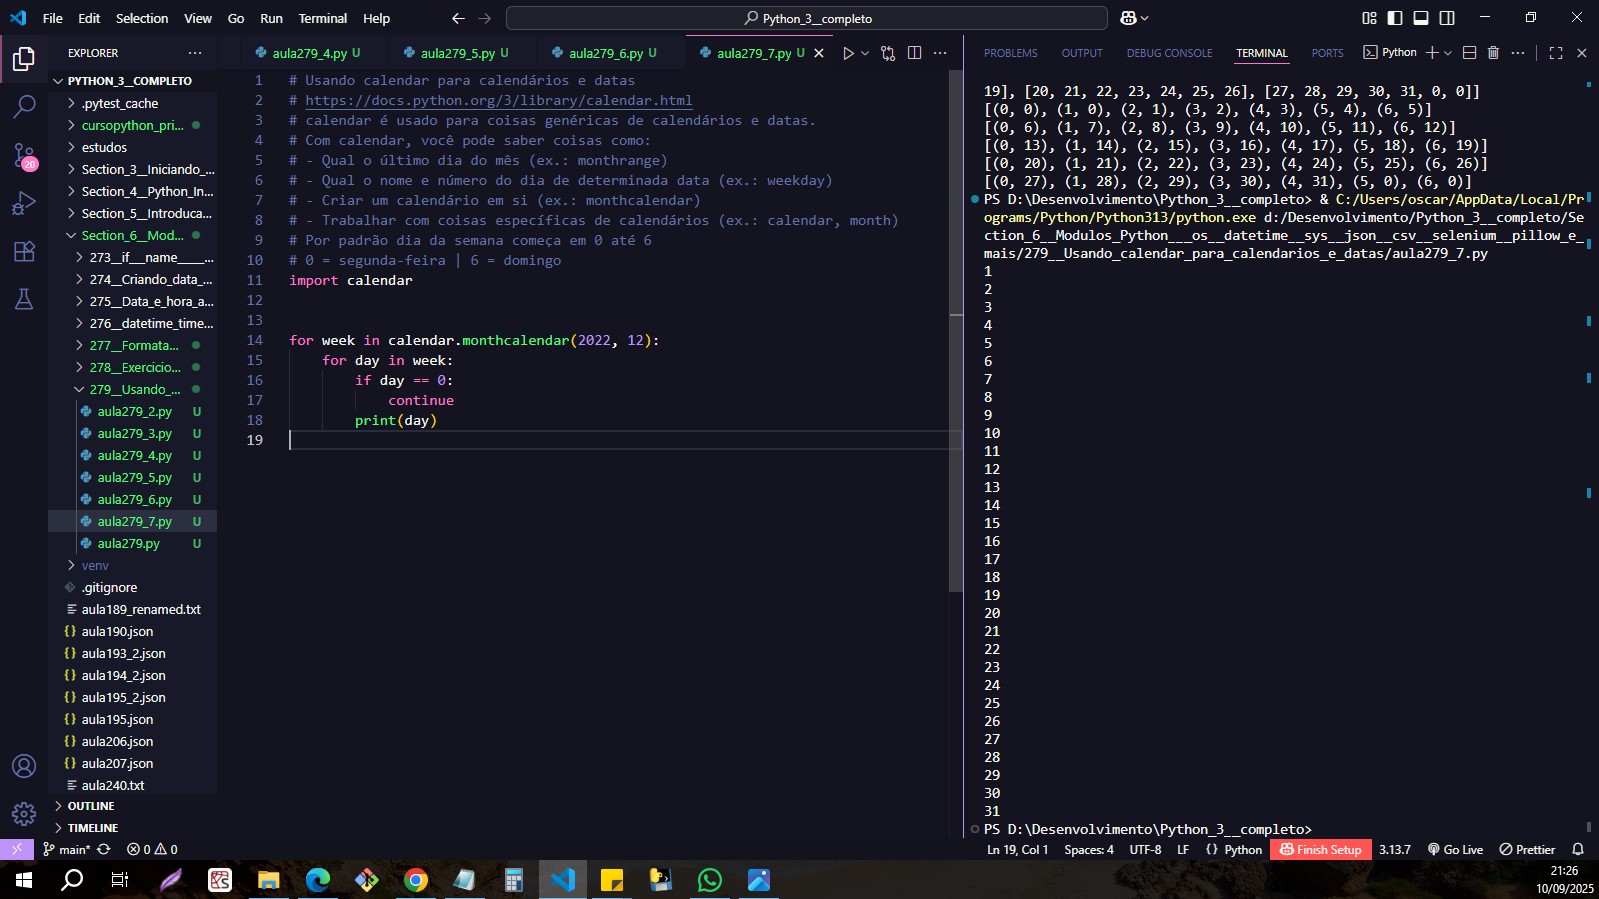 File Edit Selection View Go Run Terminal Help
Python_3__completo
EXPLORER
PYTHON_3__COMPLETO
.pytest_cache
cursopython_pri...
estudos
Section_3__Iniciando_...
Section_4__Python_In...
Section_5__Introduca...
Section_6__Mod...
273__if__name____...
274__Criando_data_...
275__Data_e_hora_a...
276__datetime_time...
277__Formata...
278__Exercicio...
279__Usando_...
aula279_2.py U
aula279_3.py U
aula279_4.py U
aula279_5.py U
aula279_6.py U
aula279_7.py U
aula279.py U
venv
.gitignore
aula189_renamed.txt
aula190.json
aula193_2.json
aula194_2.json
aula195_2.json
aula195.json
aula206.json
aula207.json
aula240.txt
OUTLINE
TIMELINE
20
aula279_4.py U aula279_5.py U aula279_6.py U aula279_7.py U
1 # Usando calendar para calendários e datas
2 # https://docs.python.org/3/library/calendar.html
3 # calendar é usado para coisas genéricas de calendários e datas.
4 # Com calendar, você pode saber coisas como:
5 # - Qual o último dia do mês (ex.: monthrange)
6 # - Qual o nome e número do dia de determinada data (ex.: weekday)
7 # - Criar um calendário em si (ex.: monthcalendar)
8 # - Trabalhar com coisas específicas de calendários (ex.: calendar, month)
9 # Por padrão dia da semana começa em 0 até 6
10 # 0 = segunda-feira | 6 = domingo
11 import calendar
12
13
14 for week in calendar.monthcalendar(2022, 12):
15 for day in week:
16 if day == 0:
17 continue
18 print(day)
19
PROBLEMS OUTPUT DEBUG CONSOLE TERMINAL PORTS Python
19], [20, 21, 22, 23, 24, 25, 26], [27, 28, 29, 30, 31, 0, 0]]
[(0, 0), (1, 0), (2, 1), (3, 2), (4, 3), (5, 4), (6, 5)]
[(0, 6), (1, 7), (2, 8), (3, 9), (4, 10), (5, 11), (6, 12)]
[(0, 13), (1, 14), (2, 15), (3, 16), (4, 17), (5, 18), (6, 19)]
[(0, 20), (1, 21), (2, 22), (3, 23), (4, 24), (5, 25), (6, 26)]
[(0, 27), (1, 28), (2, 29), (3, 30), (4, 31), (5, 0), (6, 0)]
PS D:\Desenvolvimento\Python_3__completo> & C:/Users/oscar/AppData/Local/Pr
ograms/Python/Python313/python.exe d:/Desenvolvimento/Python_3__completo/Se
ction_6__Modulos_Python___os__datetime__sys__json__csv__selenium__pillow_e_
mais/279__Usando_calendar_para_calendarios_e_datas/aula279_7.py
1
2
3
4
5
6
7
8
9
10
11
12
13
14
15
16
17
18
19
20
21
22
23
24
25
26
27
28
29
30
31
PS D:\Desenvolvimento\Python_3__completo>
main* 0 0 Ln 19, Col 1 Spaces: 4 UTF-8 LF Python Finish Setup 3.13.7 Go Live Prettier
21:26
10/09/2025